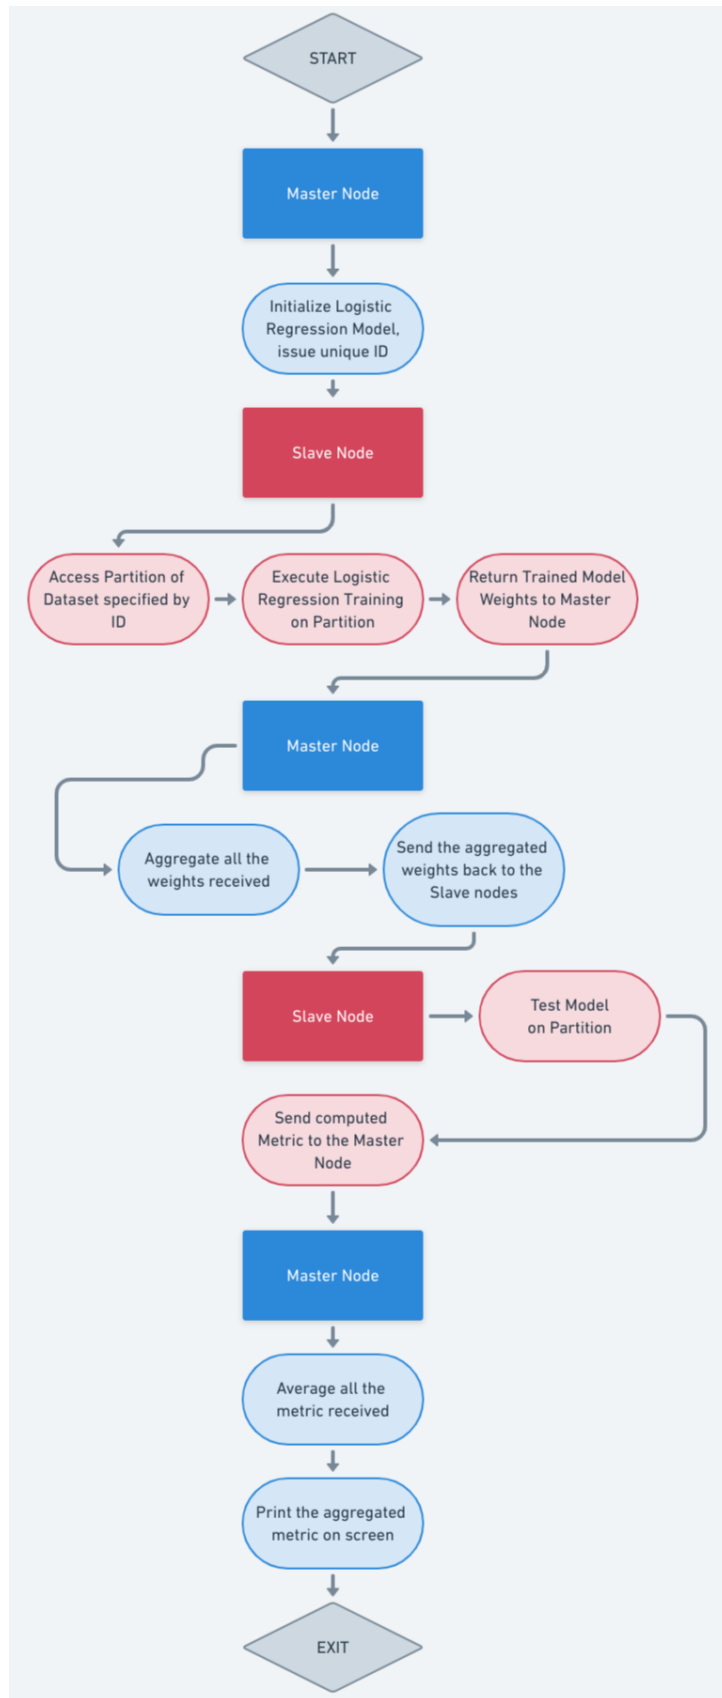 START
Master Node
Initialize Logistic
Regression Model,
issue unique ID
Slave Node
Access Partition of
Dataset specified by
ID
Execute Logistic
Regression Training
on Partition
Return Trained Model
Weights to Master
Node
Master Node
Aggregate all the
weights received
Send the aggregated
weights back to the
Slave nodes
Slave Node
Test Model
on Partition
Send computed
Metric to the Master
Node
Master Node
Average all the
metric received
Print the aggregated
metric on screen
EXIT